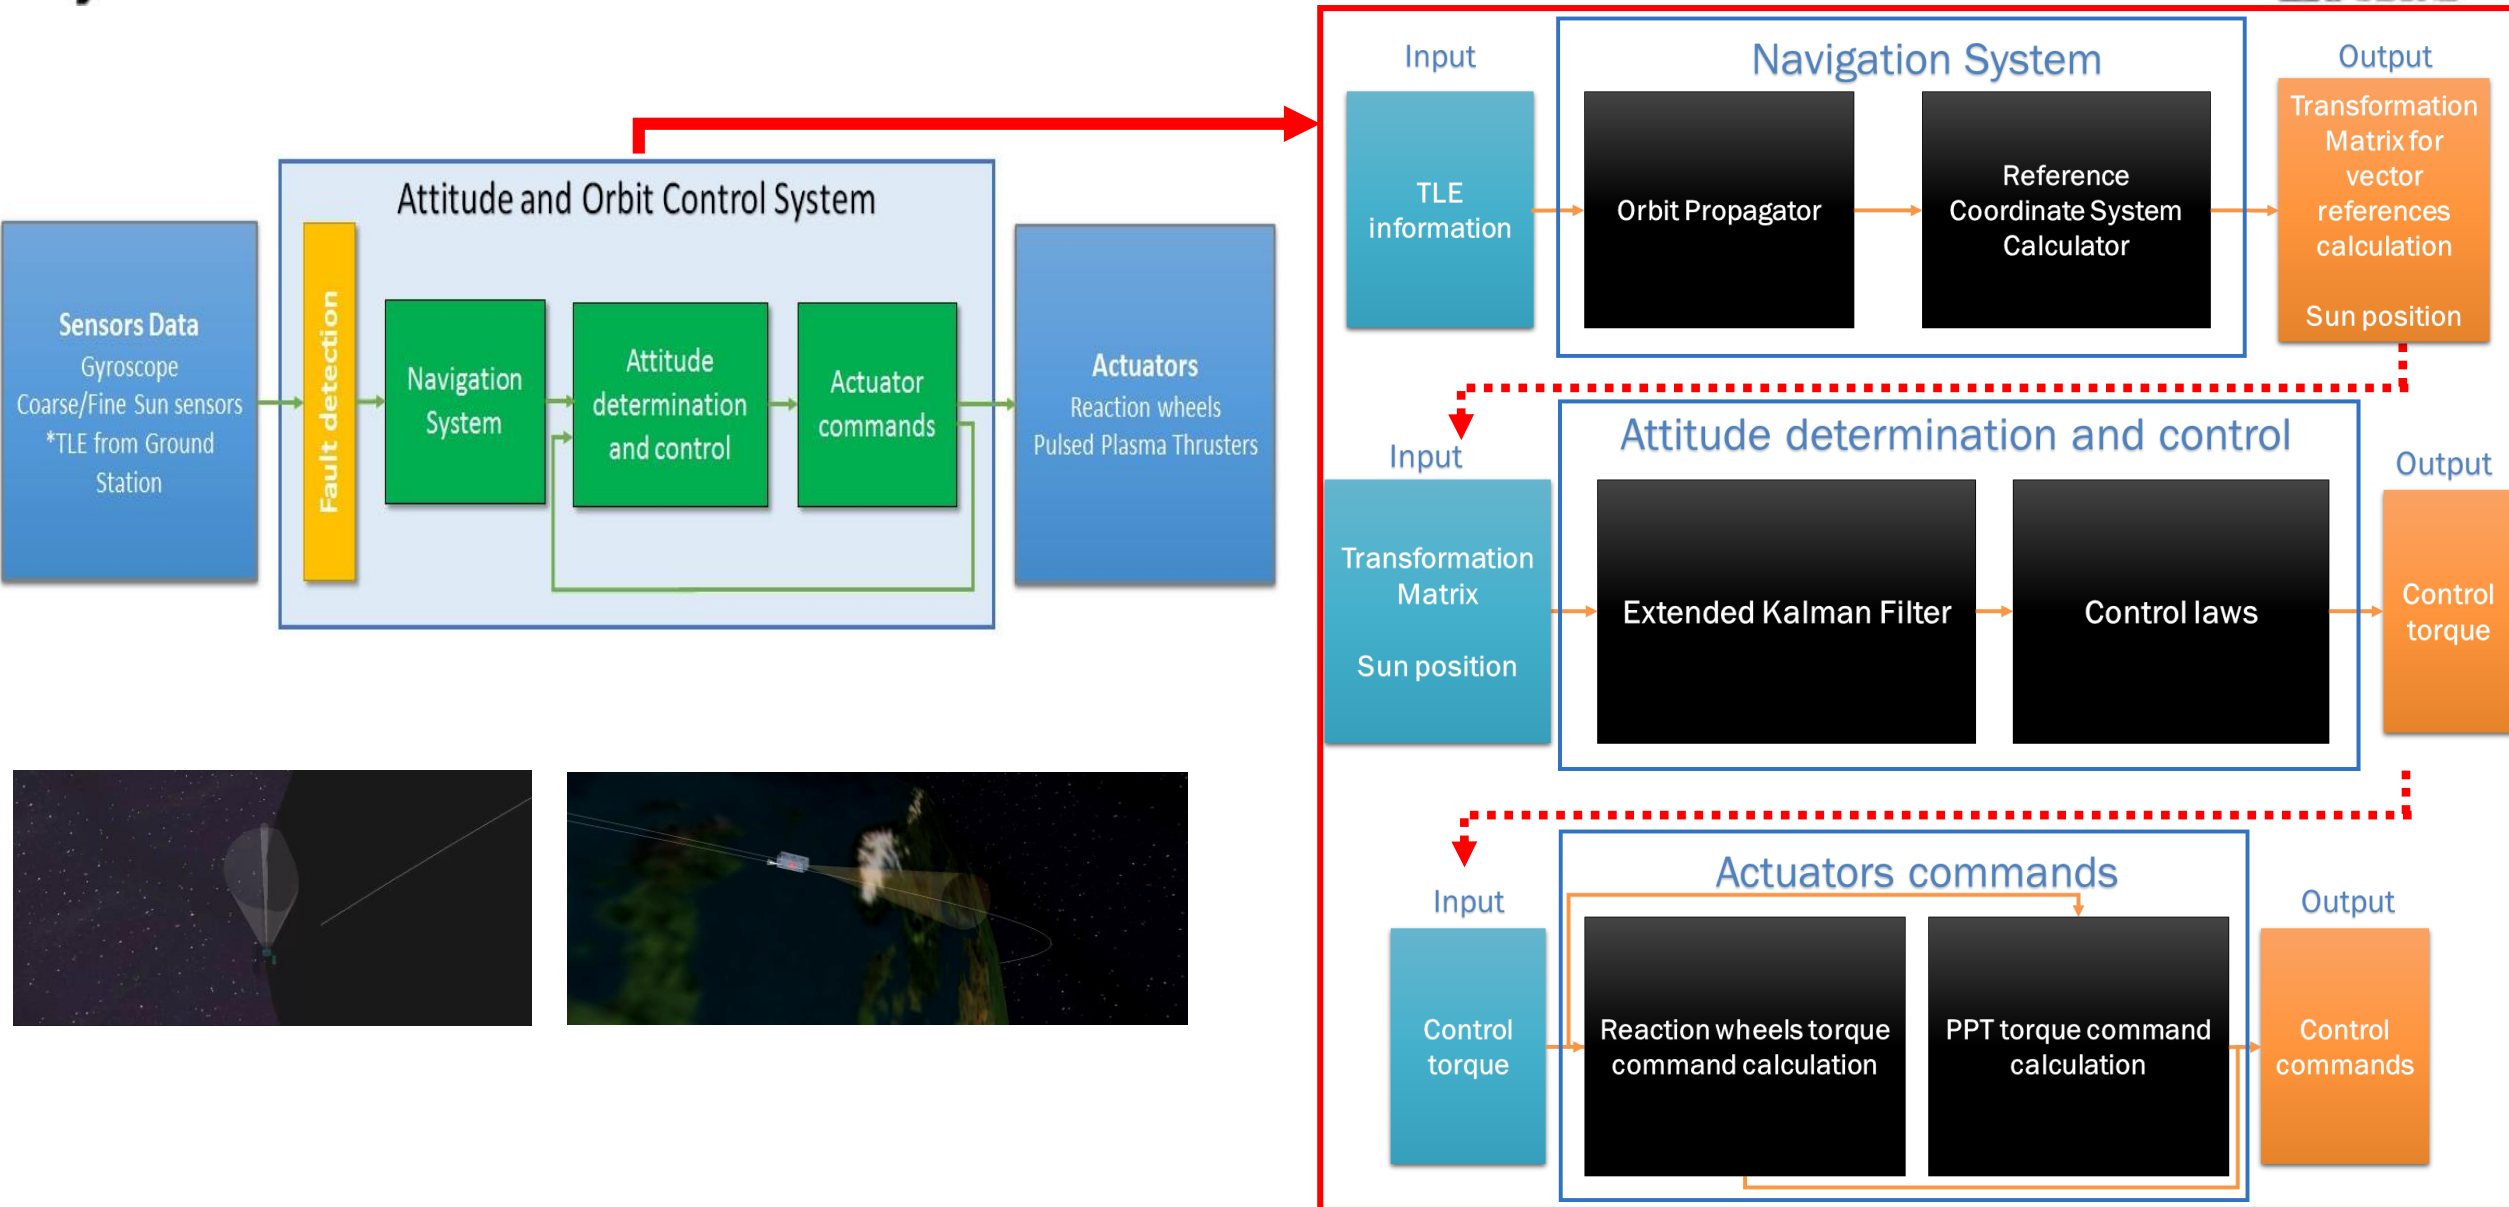 Attitude and Orbit Control System
Sensors Data
Gyroscope
Coarse/Fine Sun sensors
*TLE from Ground
Station
Fault detection
Navigation
System
Attitude
determination
and control
Actuator
commands
Actuators
Reaction wheels
Pulsed Plasma Thrusters
Input
Navigation System
Output
TLE
information
Orbit Propagator
Reference
Coordinate System
Calculator
Transformation
Matrix for
vector
references
calculation
Sun position
Input
Attitude determination and control
Output
Transformation
Matrix
Sun position
Extended Kalman Filter
Control laws
Control
torque
Input
Actuators commands
Output
Control
torque
Reaction wheels torque
command calculation
PPT torque command
calculation
Control
commands